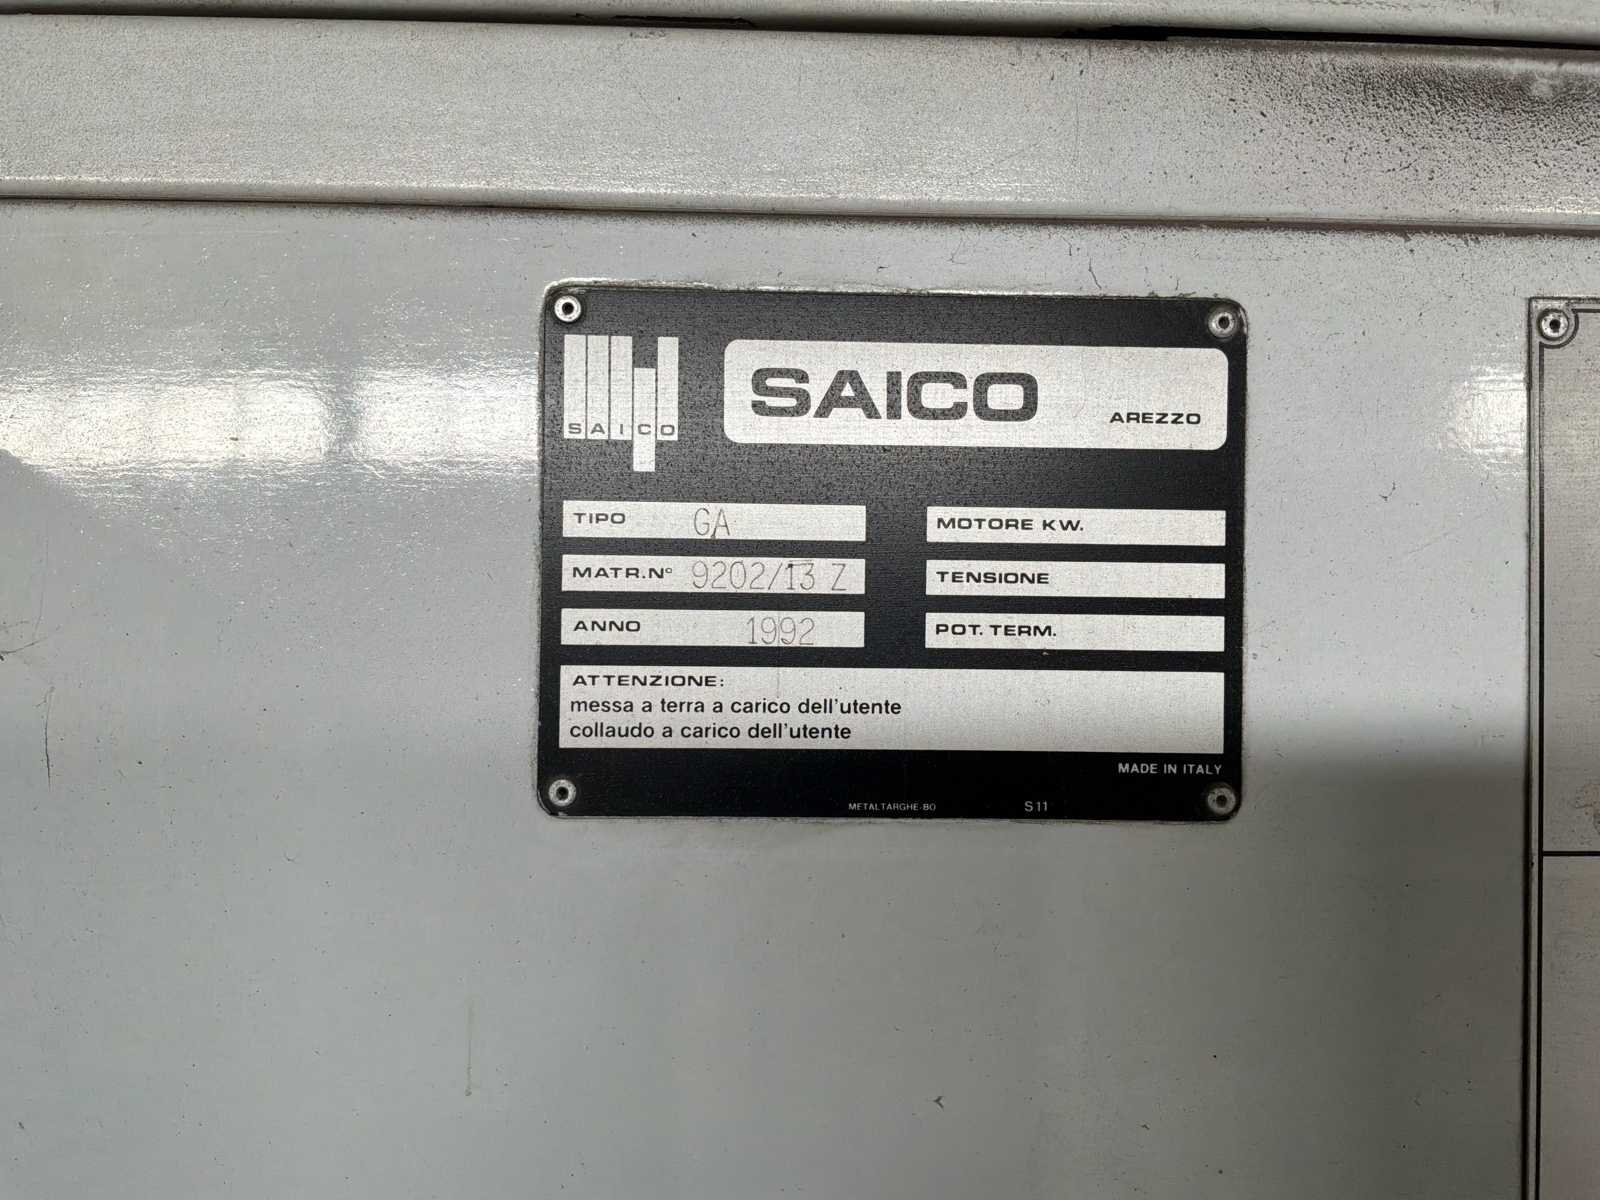 SAICO
SAICO AREZZO
TIPO GA
MOTORE KW.
MATR.N° 9202/13 Z
TENSIONE
ANNO 1992
POT. TERM.
ATTENZIONE:
messa a terra a carico dell'utente
collaudo a carico dell'utente
MADE IN ITALY
METALTARGHE-BO S11